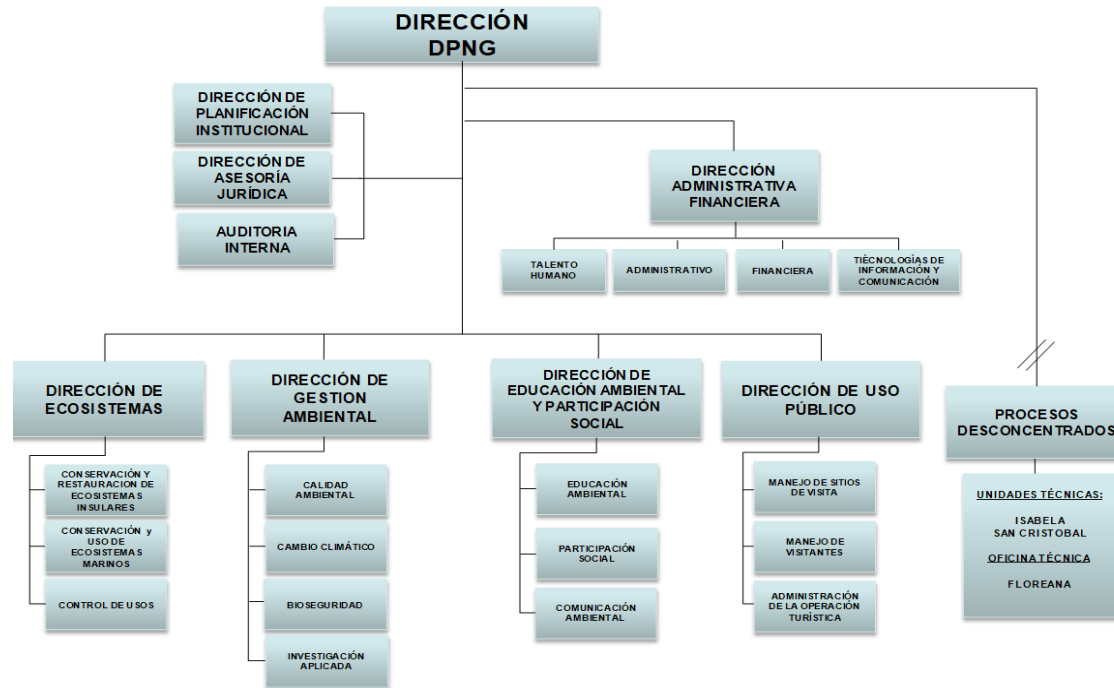 DIRECCIÓN
DPNG
DIRECCIÓN DE
PLANIFICACIÓN
INSTITUCIONAL
DIRECCIÓN DE
ASESORÍA
JURÍDICA
AUDITORIA
INTERNA
DIRECCIÓN
ADMINISTRATIVA
FINANCIERA
TALENTO
HUMANO
ADMINISTRATIVO
FINANCIERA
TIÈCNOLOGÍAS DE
INFORMACIÓN Y
COMUNICACIÓN
DIRECCIÓN DE
ECOSISTEMAS
CONSERVACIÓN Y
RESTAURACION DE
ECOSISTEMAS
INSULARES
CONSERVACIÓN y
USO DE
ECOSISTEMAS
MARINOS
CONTROL DE USOS
DIRECCIÓN DE
GESTION
AMBIENTAL
CALIDAD
AMBIENTAL
CAMBIO CLIMÁTICO
BIOSEGURIDAD
INVESTIGACIÓN
APLICADA
DIRECCIÓN DE
EDUCACIÓN AMBIENTAL
Y PARTICIPACIÓN
SOCIAL
EDUCACIÓN
AMBIENTAL
PARTICIPACIÓN
SOCIAL
COMUNICACIÓN
AMBIENTAL
DIRECCIÓN DE USO
PÚBLICO
MANEJO DE SITIOS
DE VISITA
MANEJO DE
VISITANTES
ADMINISTRACIÓN
DE LA OPERACIÓN
TURÍSTICA
PROCESOS
DESCONCENTRADOS
UNIDADES TÉCNICAS:
ISABELA
SAN CRISTOBAL
OFICINA TÉCNICA
FLOREANA